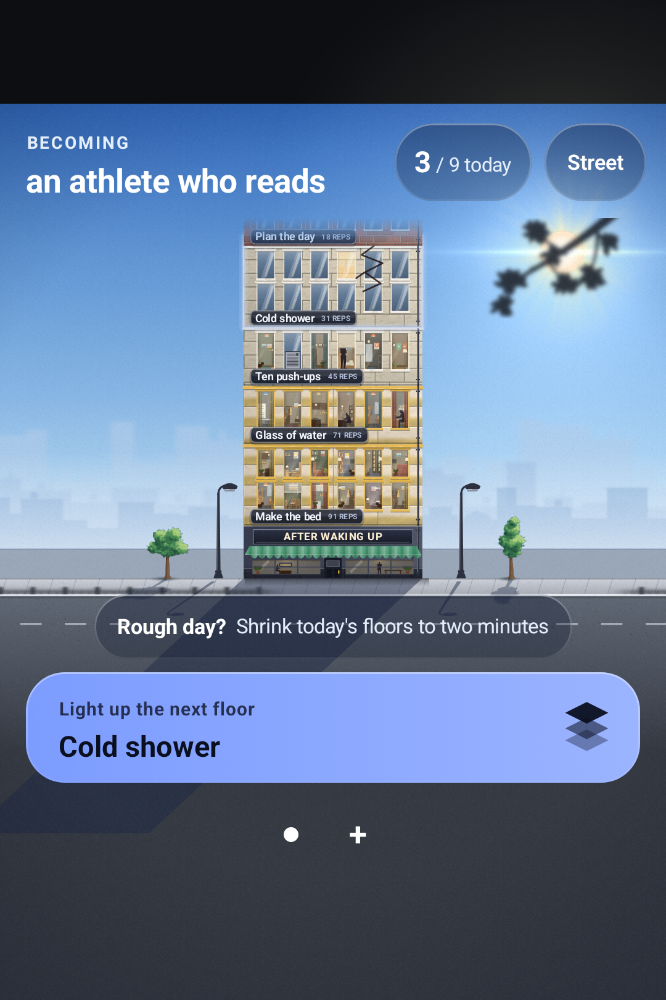 BECOMING
an athlete who reads
3 / 9 today
Street
Plan the day 18 REPS
Cold shower 31 REPS
Ten push-ups 45 REPS
Glass of water 71 REPS
Make the bed 91 REPS
AFTER WAKING UP
Rough day? Shrink today's floors to two minutes
Light up the next floor
Cold shower